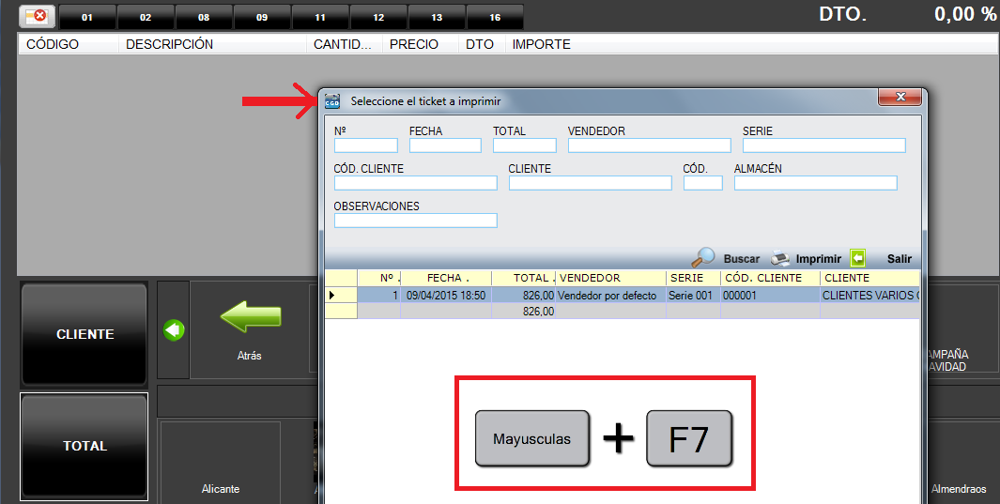 01 02 08 09 11 12 13 16 DTO. 0,00 %
CÓDIGO DESCRIPCIÓN CANTID... PRECIO DTO IMPORTE
CGD Seleccione el ticket a imprimir
Nº FECHA TOTAL VENDEDOR SERIE
CÓD. CLIENTE CLIENTE CÓD. ALMACÉN
OBSERVACIONES
Buscar Imprimir Salir
Nº . FECHA . TOTAL . VENDEDOR SERIE CÓD. CLIENTE CLIENTE
1 09/04/2015 18:50 826,00 Vendedor por defecto Serie 001 000001 CLIENTES VARIOS
826,00
CLIENTE
Atrás
AMPAÑA
AVIDAD
Mayusculas + F7
TOTAL
Alicante
Almendraos